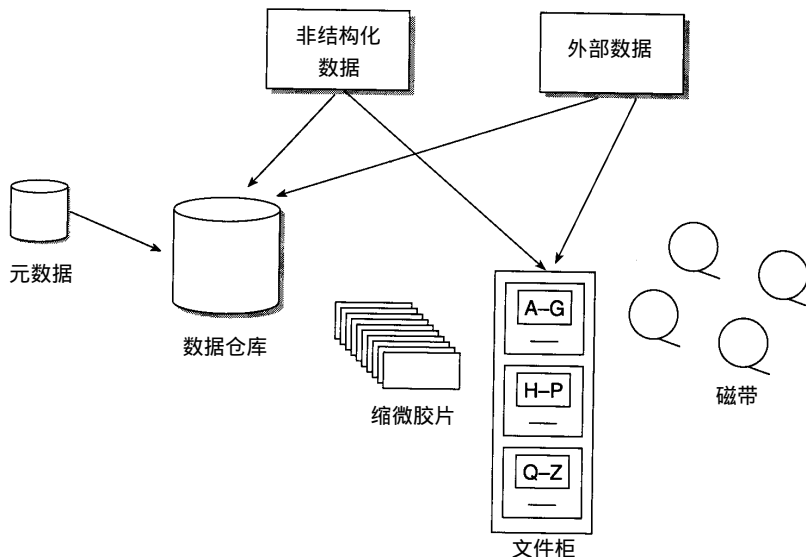 非结构化
数据
外部数据
元数据
数据仓库
缩微胶片
A–G
H–P
Q–Z
文件柜
磁带